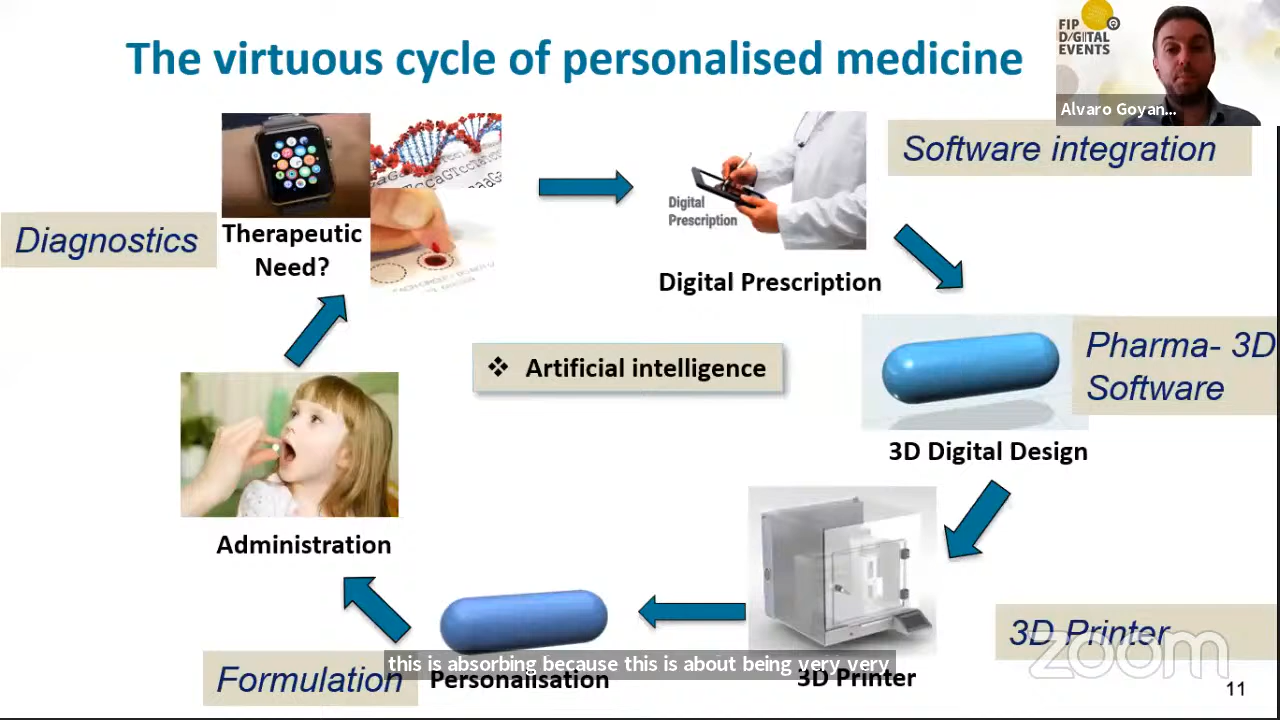 The virtuous cycle of personalised medicine
FIP
D/G/TAL
EVENTS
Alvaro Goyan...
Software integration
Digital
Prescription
Diagnostics
Therapeutic
Need?
Digital Prescription
Pharma- 3D
Software
Artificial intelligence
3D Digital Design
Administration
3D Printer
zoom
this is absorbing because this is about being very very
Formulation
Personalisation
3D Printer
11